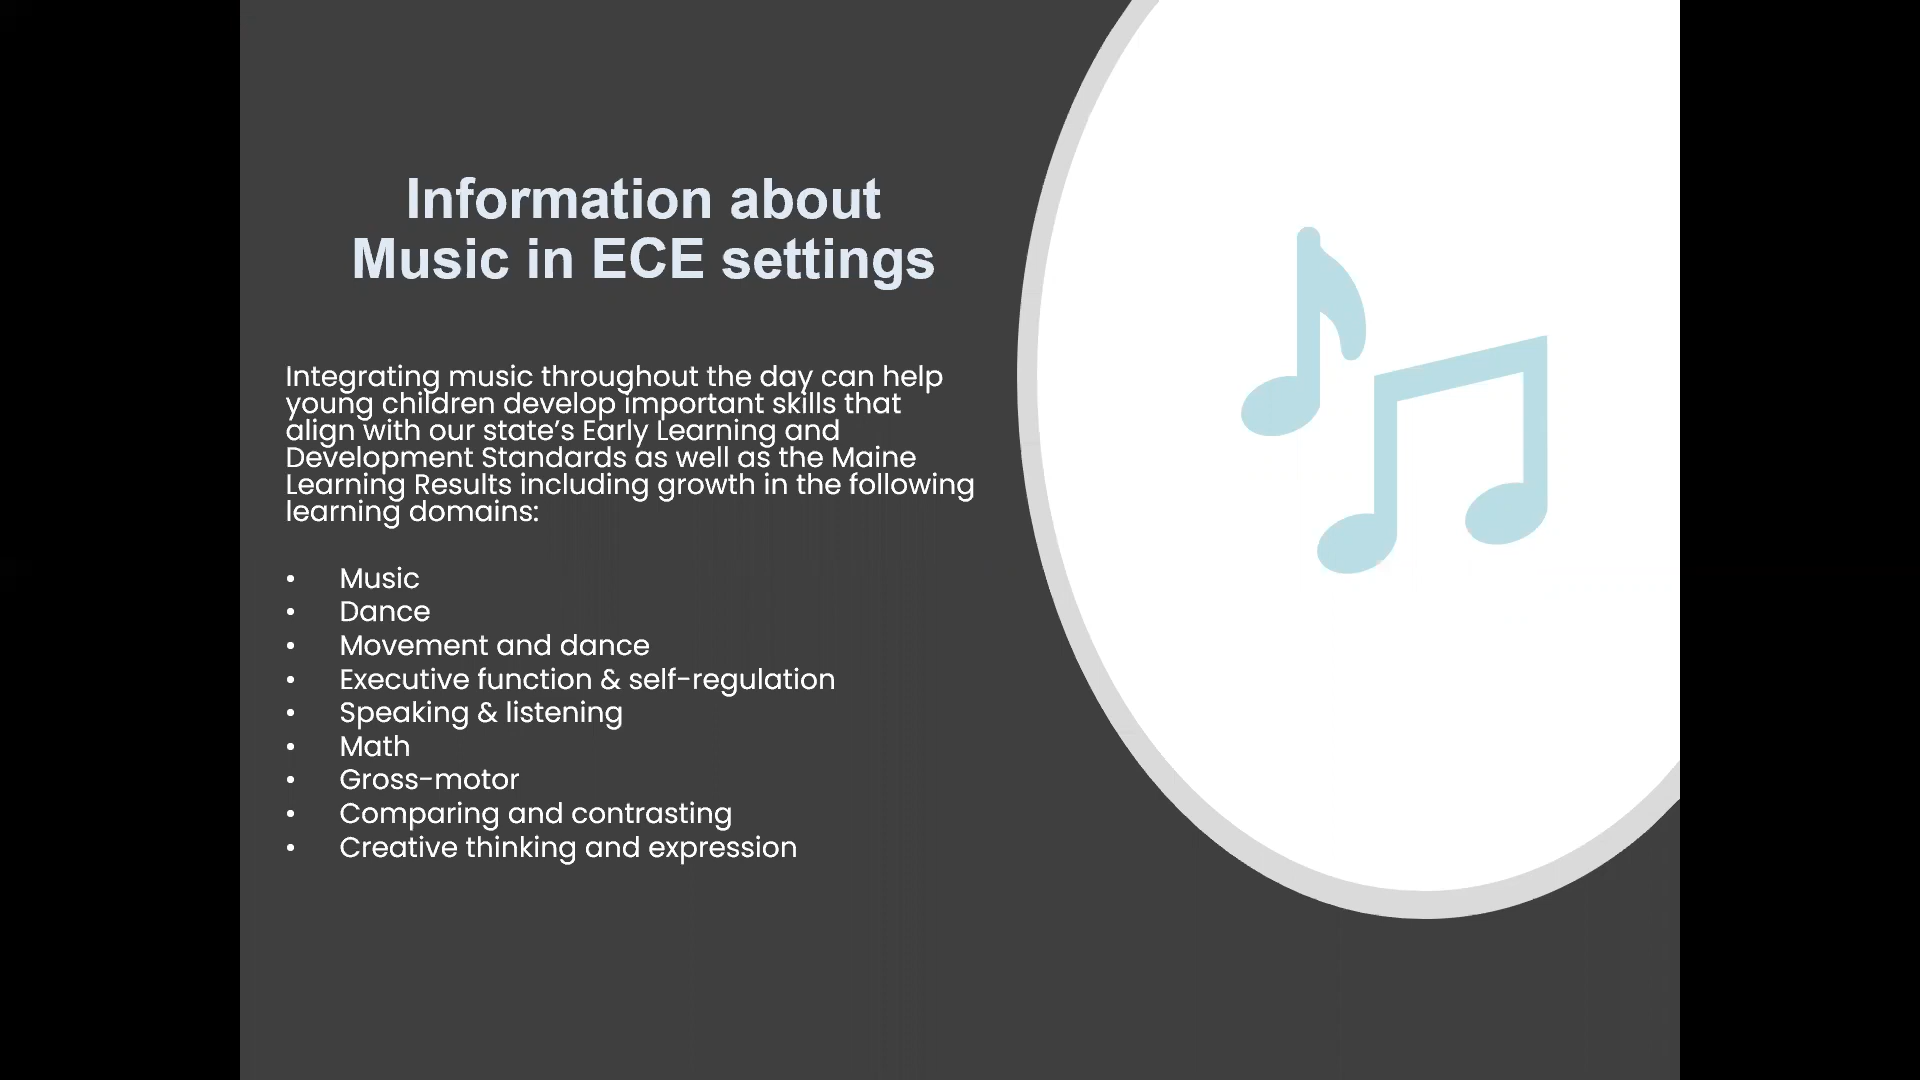 Information about
Music in ECE settings
Integrating music throughout the day can help
young children develop important skills that
align with our state’s Early Learning and
Development Standards as well as the Maine
Learning Results including growth in the following
learning domains:
• Music
• Dance
• Movement and dance
• Executive function & self-regulation
• Speaking & listening
• Math
• Gross-motor
• Comparing and contrasting
• Creative thinking and expression